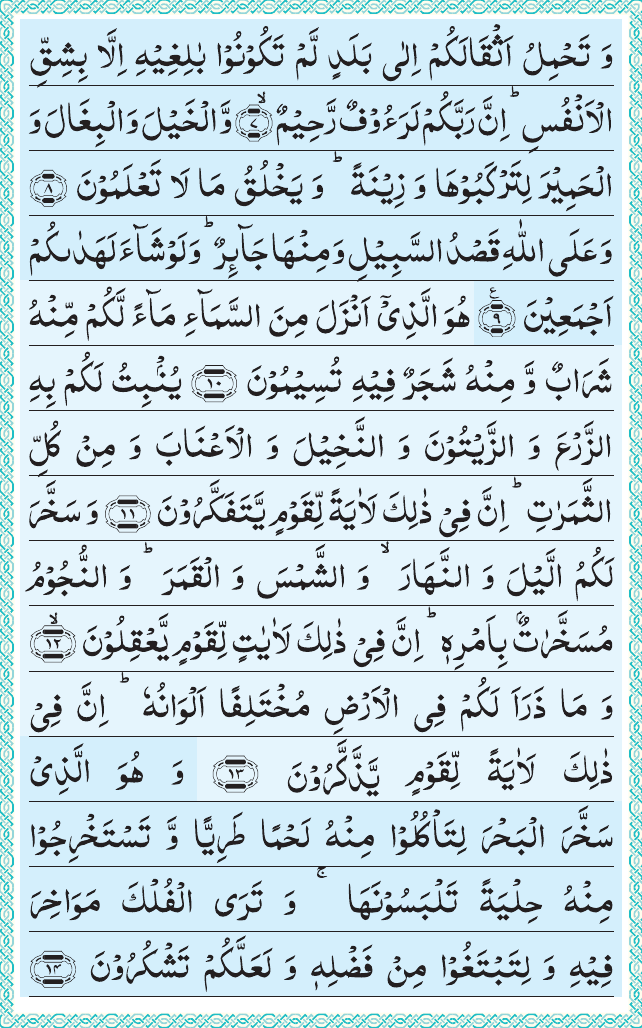 وَ تَحْمِلُ اَثْقَالَكُمْ اِلٰى بَلَدٍ لَّمْ تَكُوْنُوْا بٰلِغِيْهِ اِلَّا بِشِقِّ
الْاَنْفُسِ ؕ اِنَّ رَبَّكُمْ لَرَءُوْفٌ رَّحِيْمٌ ۙ﴿۷﴾ وَّ الْخَيْلَ وَ الْبِغَالَ وَ
الْحَمِيْرَ لِتَرْكَبُوْهَا وَ زِيْنَةً ؕ وَ يَخْلُقُ مَا لَا تَعْلَمُوْنَ ﴿۸﴾
وَ عَلَى اللّٰهِ قَصْدُ السَّبِيْلِ وَ مِنْهَا جَآئِرٌ ؕ وَ لَوْ شَآءَ لَهَدٰىكُمْ
اَجْمَعِيْنَ ﴿۹﴾ۧ هُوَ الَّذِيْۤ اَنْزَلَ مِنَ السَّمَآءِ مَآءً لَّكُمْ مِّنْهُ
شَرَابٌ وَّ مِنْهُ شَجَرٌ فِيْهِ تُسِيْمُوْنَ ﴿۱۰﴾ يُنْۢبِتُ لَكُمْ بِهِ
الزَّرْعَ وَ الزَّيْتُوْنَ وَ النَّخِيْلَ وَ الْاَعْنَابَ وَ مِنْ كُلِّ
الثَّمَرٰتِ ؕ اِنَّ فِيْ ذٰلِكَ لَاٰيَةً لِّقَوْمٍ يَّتَفَكَّرُوْنَ ﴿۱۱﴾ وَ سَخَّرَ
لَكُمُ الَّيْلَ وَ النَّهَارَ ۙ وَ الشَّمْسَ وَ الْقَمَرَ ؕ وَ النُّجُوْمُ
مُسَخَّرٰتٌۢ بِاَمْرِهٖ ؕ اِنَّ فِيْ ذٰلِكَ لَاٰيٰتٍ لِّقَوْمٍ يَّعْقِلُوْنَ ۙ﴿۱۲﴾
وَ مَا ذَرَاَ لَكُمْ فِي الْاَرْضِ مُخْتَلِفًا اَلْوَانُهٗ ؕ اِنَّ فِيْ
ذٰلِكَ لَاٰيَةً لِّقَوْمٍ يَّذَّكَّرُوْنَ ﴿۱۳﴾ وَ هُوَ الَّذِيْ
سَخَّرَ الْبَحْرَ لِتَاْكُلُوْا مِنْهُ لَحْمًا طَرِيًّا وَّ تَسْتَخْرِجُوْا
مِنْهُ حِلْيَةً تَلْبَسُوْنَهَا ۚ وَ تَرَى الْفُلْكَ مَوَاخِرَ
فِيْهِ وَ لِتَبْتَغُوْا مِنْ فَضْلِهٖ وَ لَعَلَّكُمْ تَشْكُرُوْنَ ﴿۱۴﴾